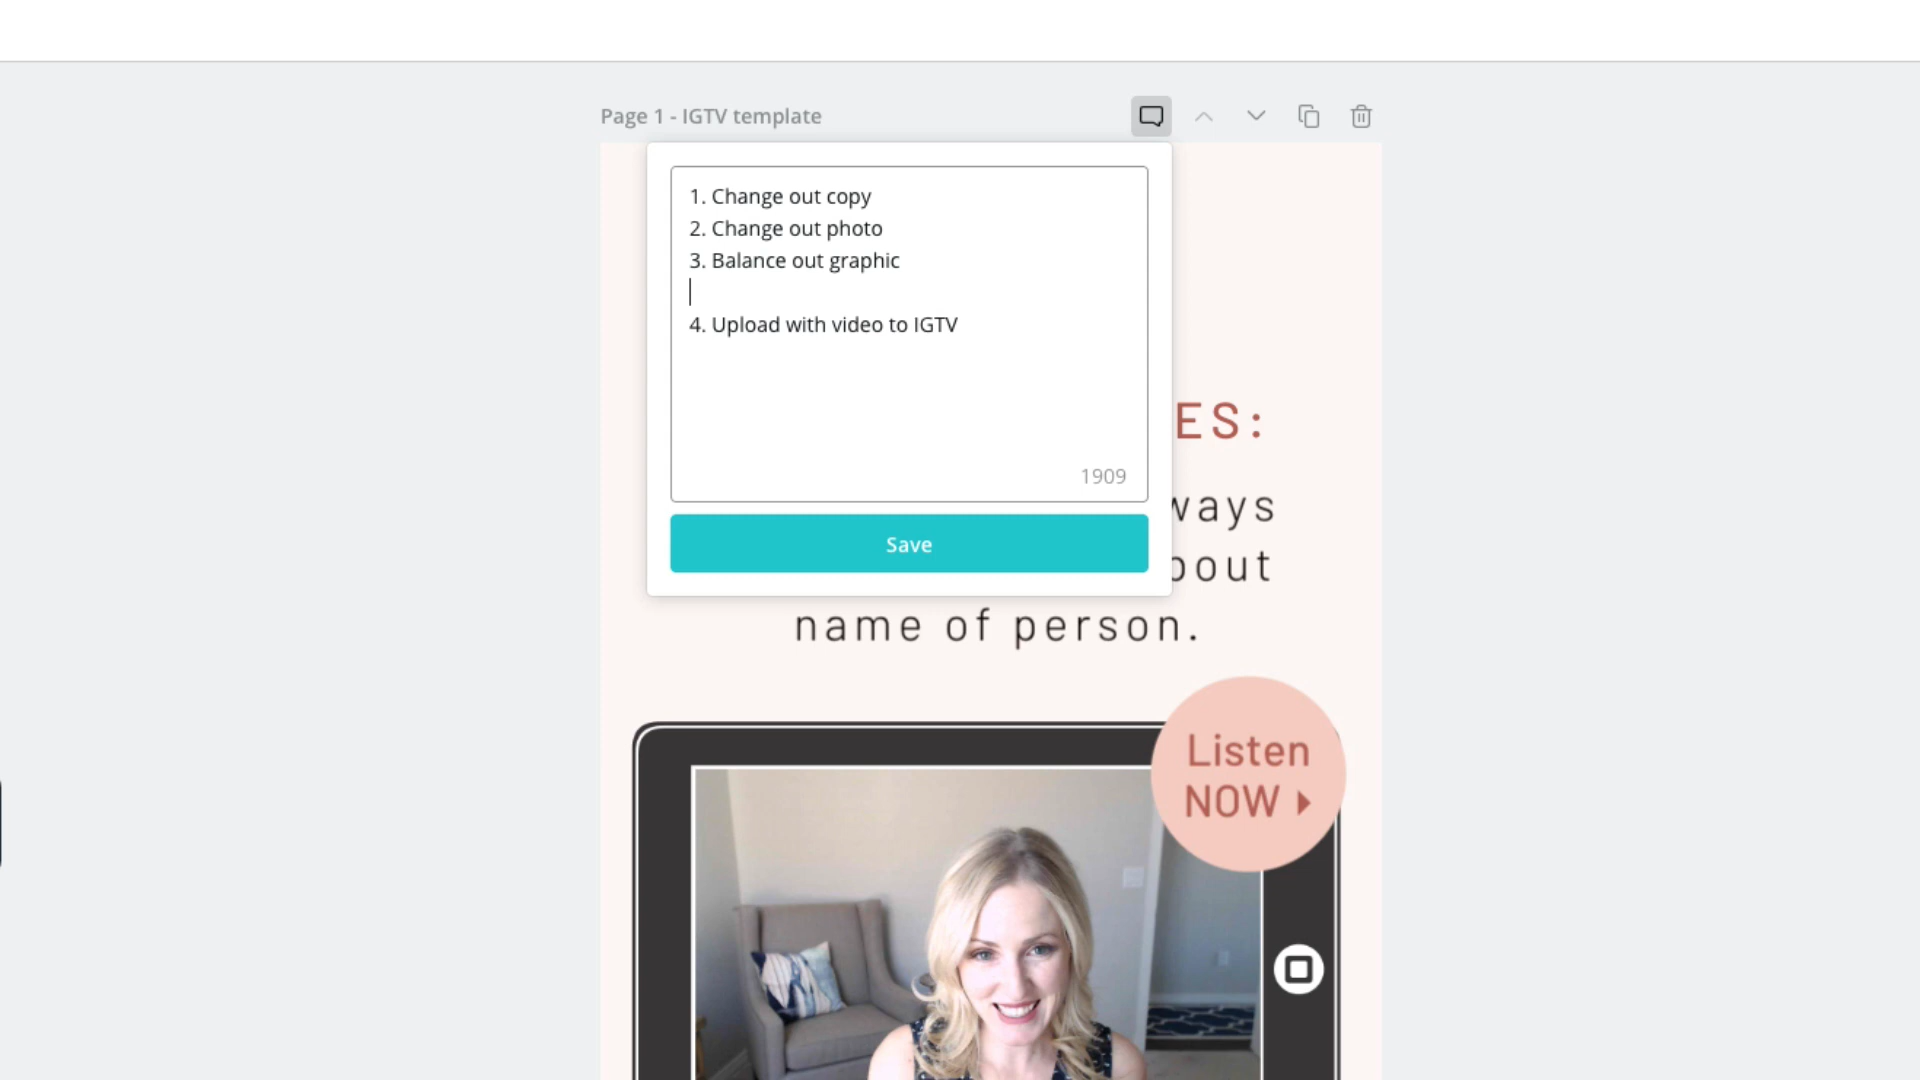 Page 1 - IGTV template
1. Change out copy
2. Change out photo
3. Balance out graphic
4. Upload with video to IGTV
1909
Save
ES:
ways
bout
name of person.
Listen
NOW